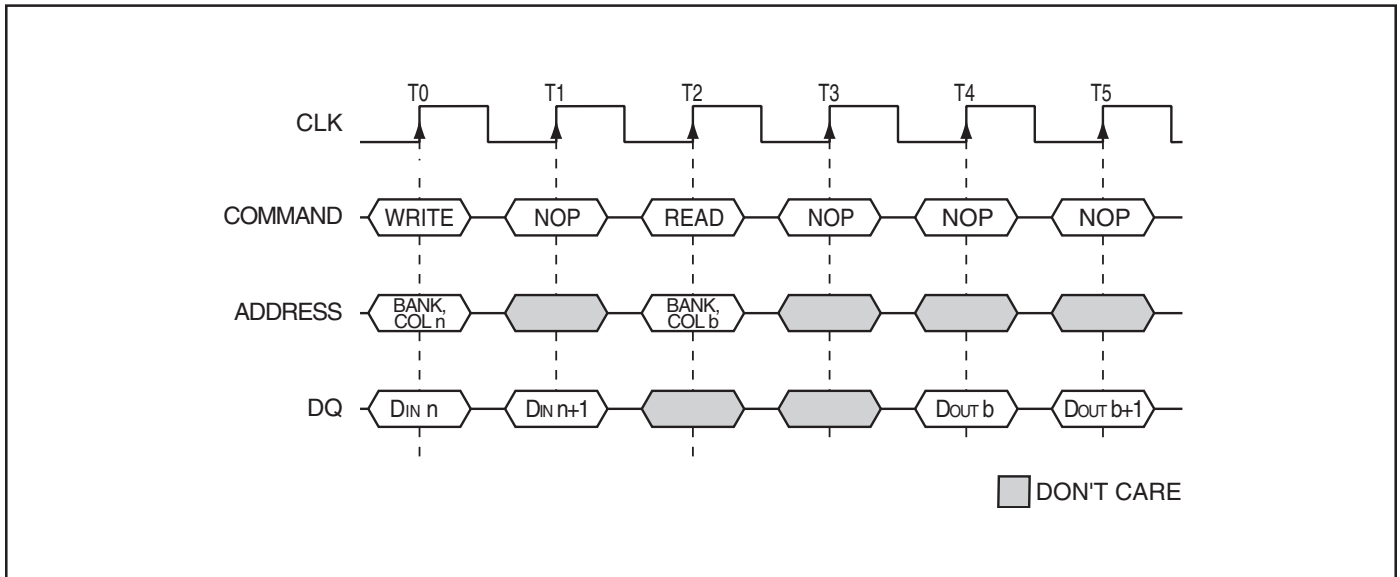 T0 T1 T2 T3 T4 T5
CLK
COMMAND WRITE NOP READ NOP NOP NOP
ADDRESS BANK, COL n BANK, COL b
DQ DIN n DIN n+1 DOUT b DOUT b+1
DON'T CARE